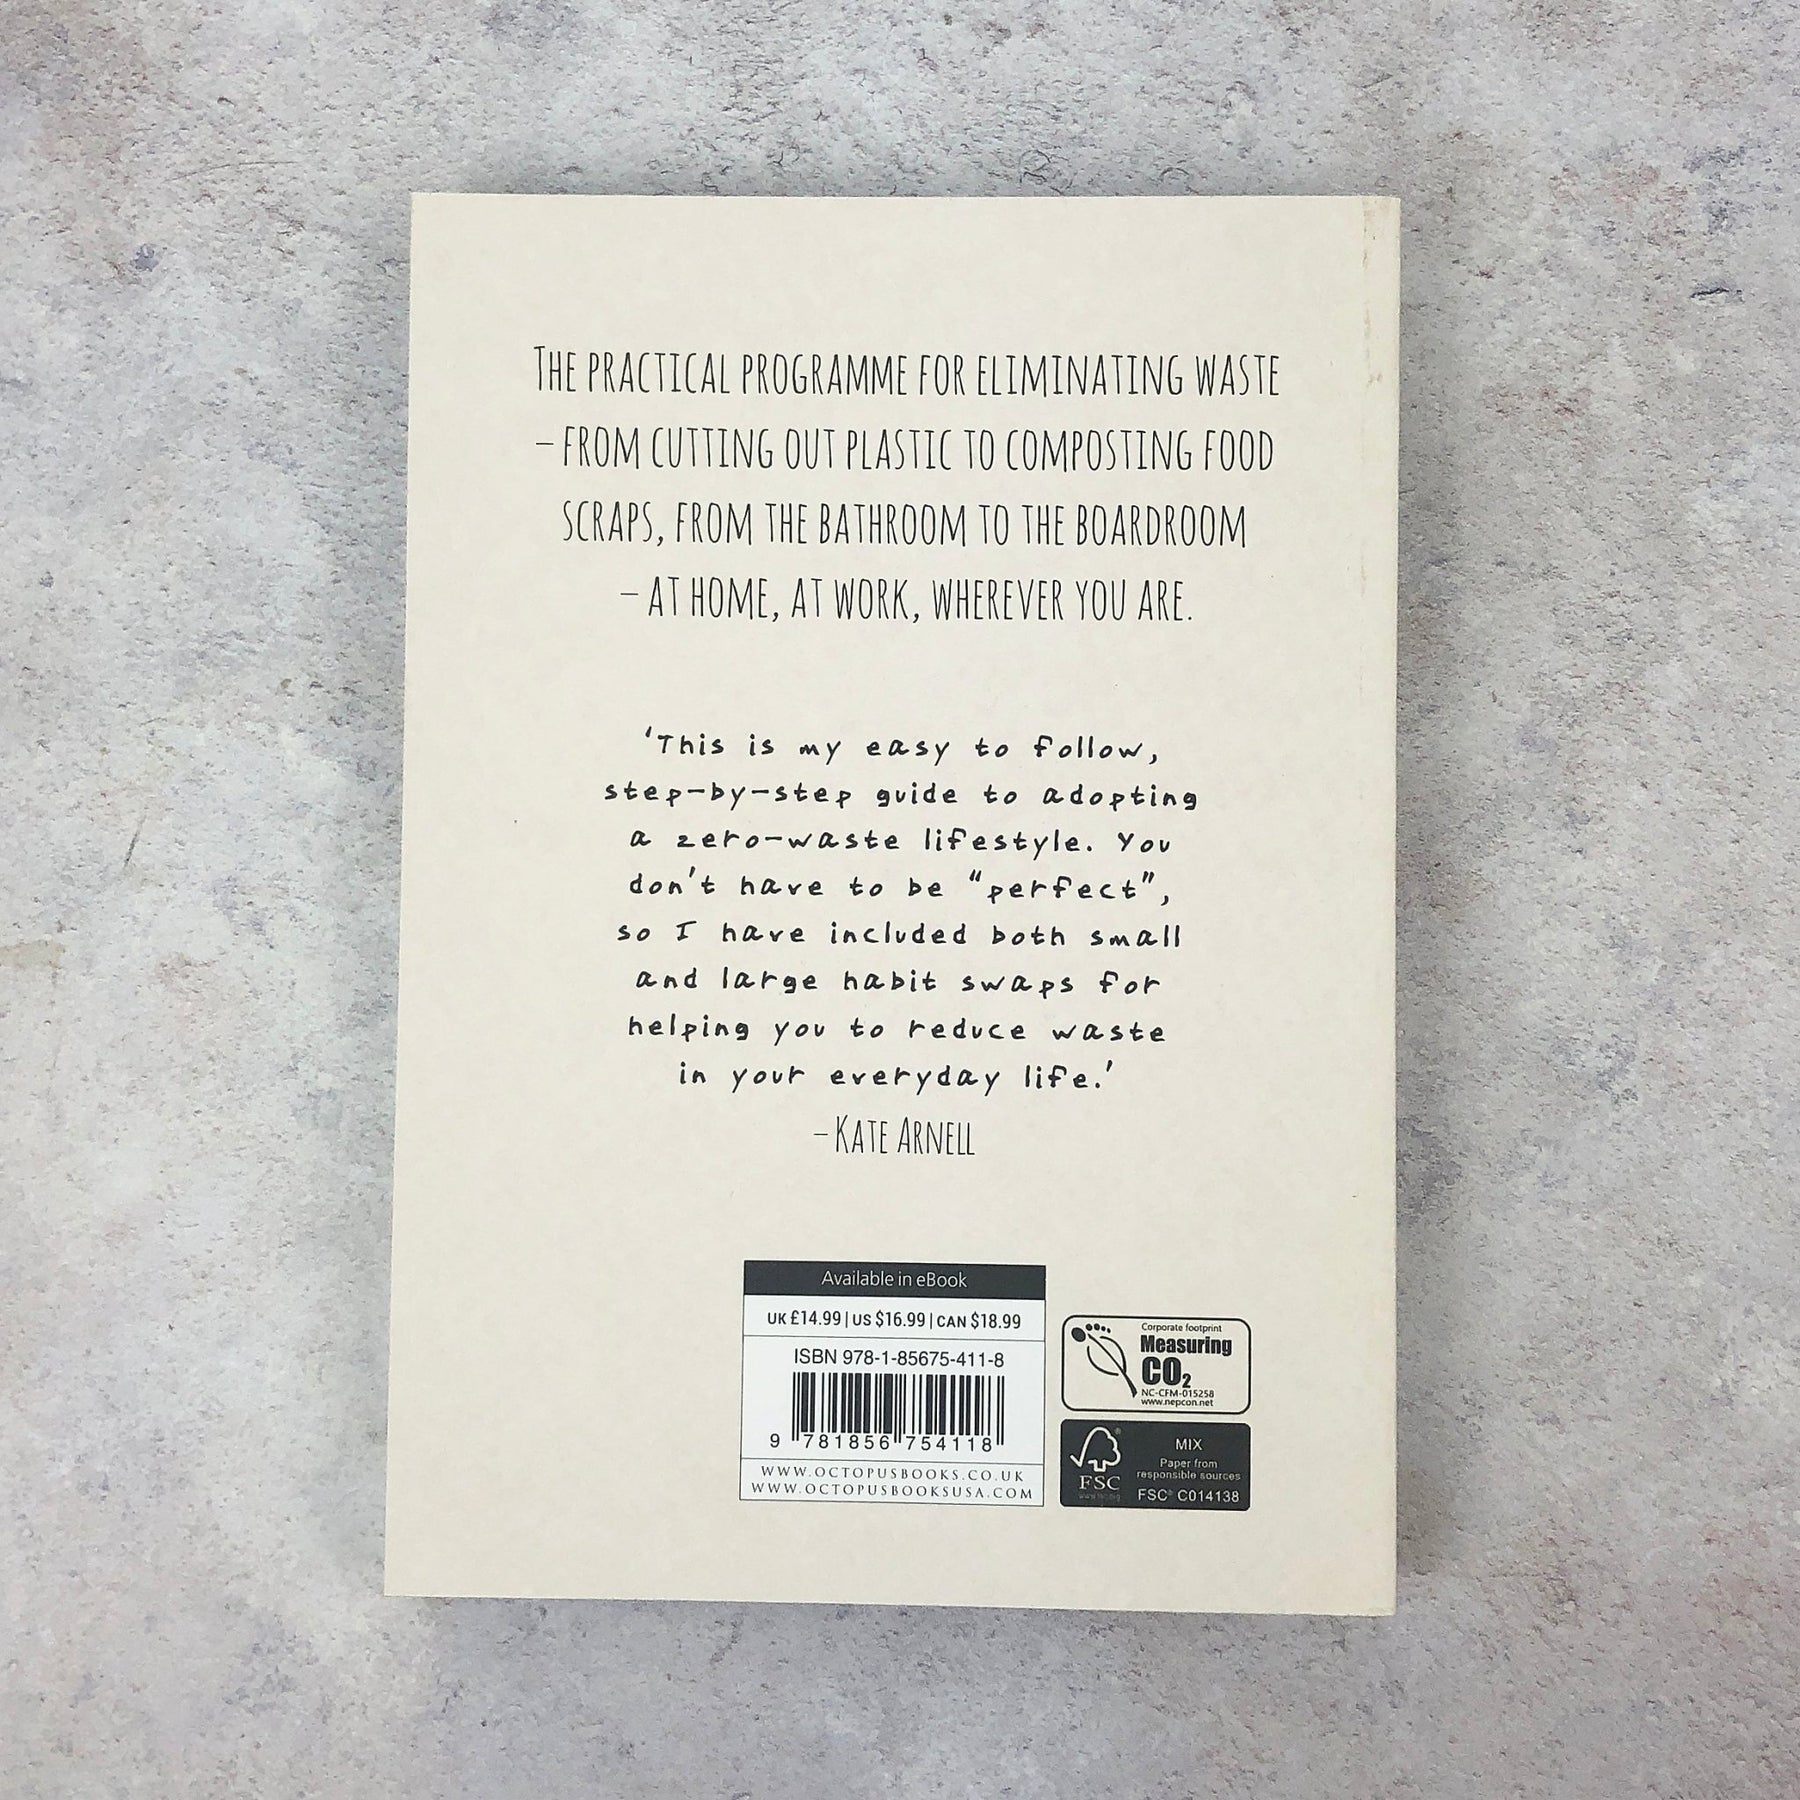 THE PRACTICAL PROGRAMME FOR ELIMINATING WASTE
– FROM CUTTING OUT PLASTIC TO COMPOSTING FOOD
SCRAPS, FROM THE BATHROOM TO THE BOARDROOM
– AT HOME, AT WORK, WHEREVER YOU ARE.
'This is my easy to follow,
step-by-step guide to adopting
a zero-waste lifestyle. You
don't have to be "perfect",
so I have included both small
and large habit swaps for
helping you to reduce waste
in your everyday life.'
– KATE ARNELL
Available in eBook
UK £14.99 | US $16.99 | CAN $18.99
ISBN 978-1-85675-411-8
9 781856 754118
WWW.OCTOPUSBOOKS.CO.UK
WWW.OCTOPUSBOOKSUSA.COM
Corporate footprint
Measuring
CO₂
NC-CFM-015258
www.nepcon.net
MIX
Paper from
responsible sources
FSC
FSC® C014138